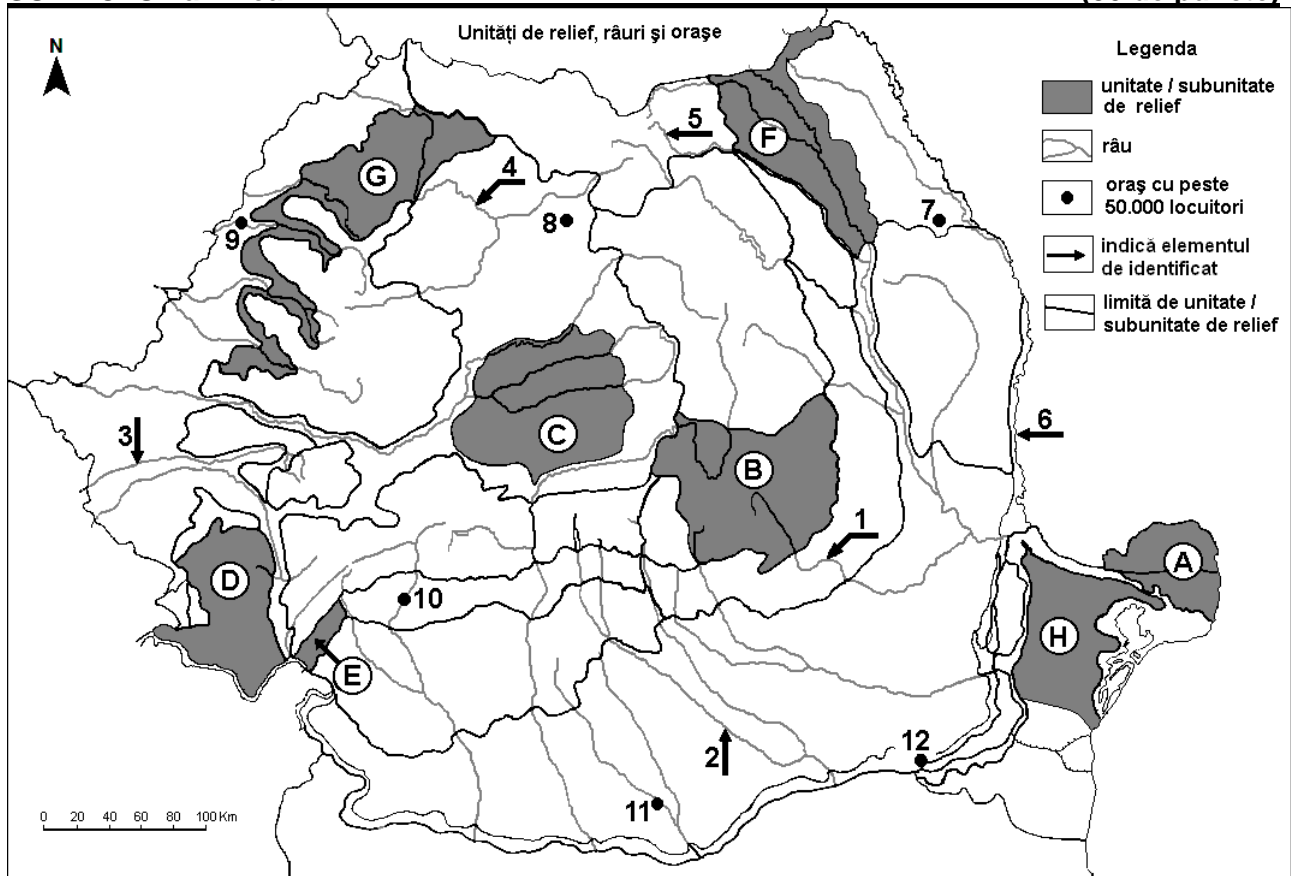 Unități de relief, râuri și orașe
N
Legenda
unitate / subunitate
de relief
râu
oraș cu peste
50.000 locuitori
indică elementul
de identificat
limită de unitate /
subunitate de relief
5
F
G
4
7
8
9
C
3
6
B
1
A
D
10
H
E
12
2
11
0 20 40 60 80 100 Km